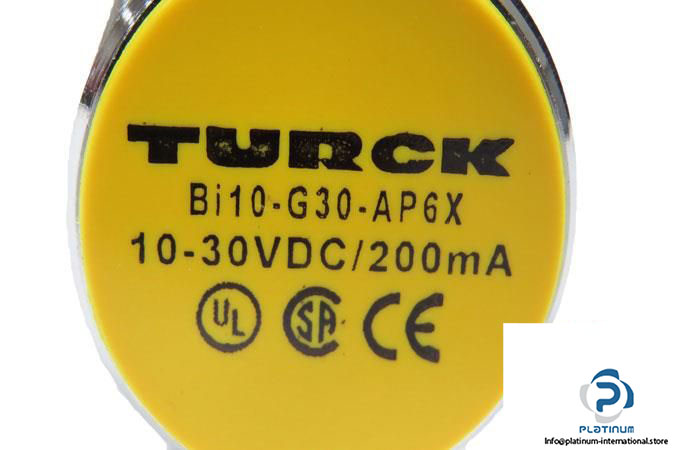 TURCK
Bi10-G30-AP6X
10-30VDC/200mA
UL SA CE
PLATINUM
Info@platinum-international.store